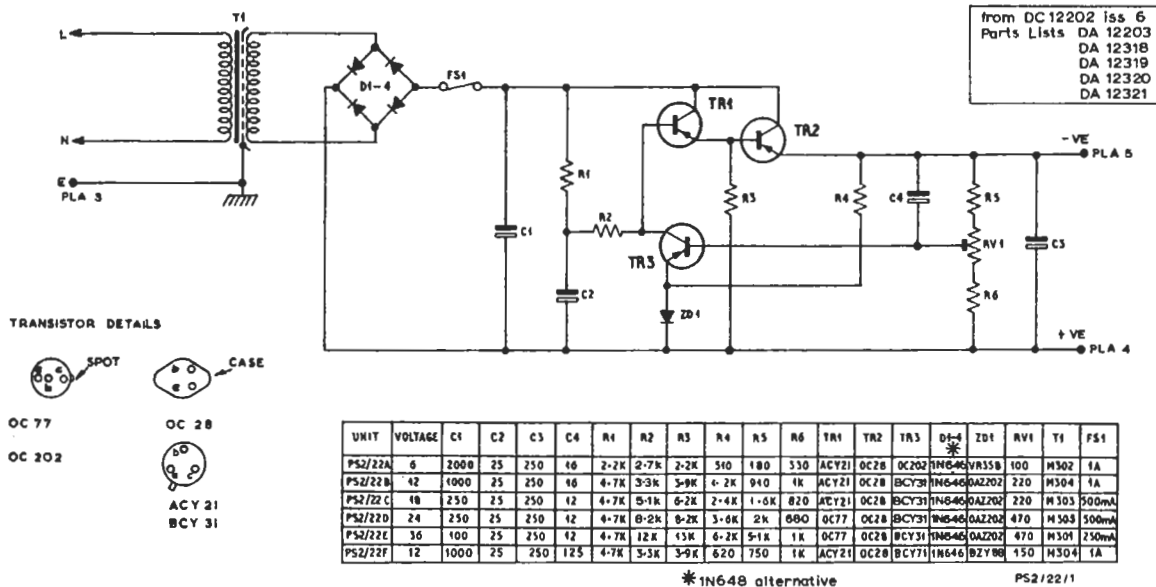 from DC 12202 iss 6
Parts Lists DA 12203
DA 12318
DA 12319
DA 12320
DA 12321
T1
L
N
E
PLA 3
D1-4
FS1
C1
R1
R2
C2
TR1
TR2
TR3
R3
ZD1
R4
C4
R5
RV1
R6
C3
-VE
PLA 5
+VE
PLA 4
TRANSISTOR DETAILS
SPOT
CASE
OC 77
OC 28
OC 202
ACY 21
BCY 31
UNIT VOLTAGE C1 C2 C3 C4 R1 R2 R3 R4 R5 R6 TR1 TR2 TR3 D1-4 * ZD1 RV1 T1 FS1
PS2/22A 6 2000 25 250 16 2·2K 2·7K 2·2K 510 180 330 ACY21 OC28 OC202 1N646 VR35B 100 M302 1A
PS2/22B 12 1000 25 250 16 4·7K 3·3K 3·9K 1·2K 910 1K ACY21 OC28 BCY31 1N646 OAZ202 220 M304 1A
PS2/22C 18 250 25 250 12 4·7K 5·1K 6·2K 2·4K 1·6K 820 ACY21 OC28 BCY31 1N646 OAZ202 220 M303 500mA
PS2/22D 24 250 25 250 12 4·7K 8·2K 8·2K 3·6K 2K 680 OC77 OC28 BCY31 1N646 OAZ202 470 M303 500mA
PS2/22E 36 100 25 250 12 4·7K 12K 13K 6·2K 5·1K 1K OC77 OC28 BCY31 1N646 OAZ202 470 M301 250mA
PS2/22F 12 1000 25 250 125 4·7K 3·3K 3·9K 620 750 1K ACY21 OC28 BCY71 1N646 BZY88 150 M304 1A
* 1N648 alternative
PS2/22/1